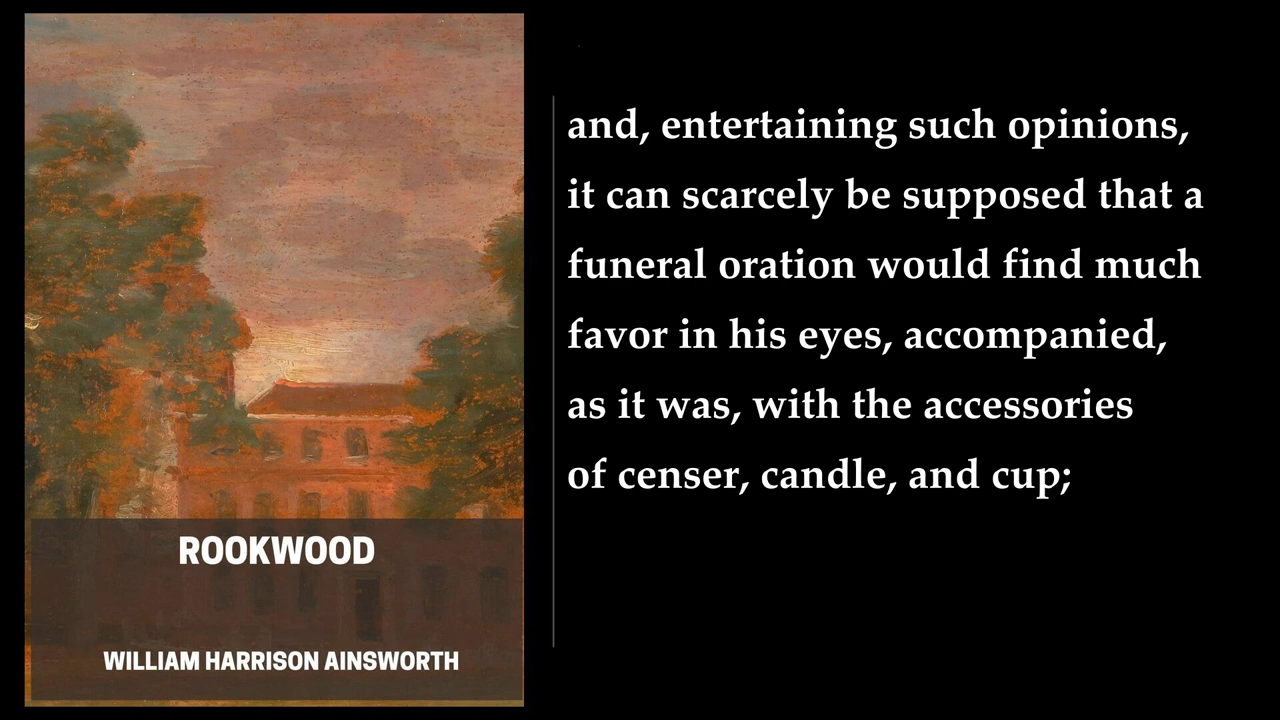 ROOKWOOD
WILLIAM HARRISON AINSWORTH
and, entertaining such opinions,
it can scarcely be supposed that a
funeral oration would find much
favor in his eyes, accompanied,
as it was, with the accessories
of censer, candle, and cup;